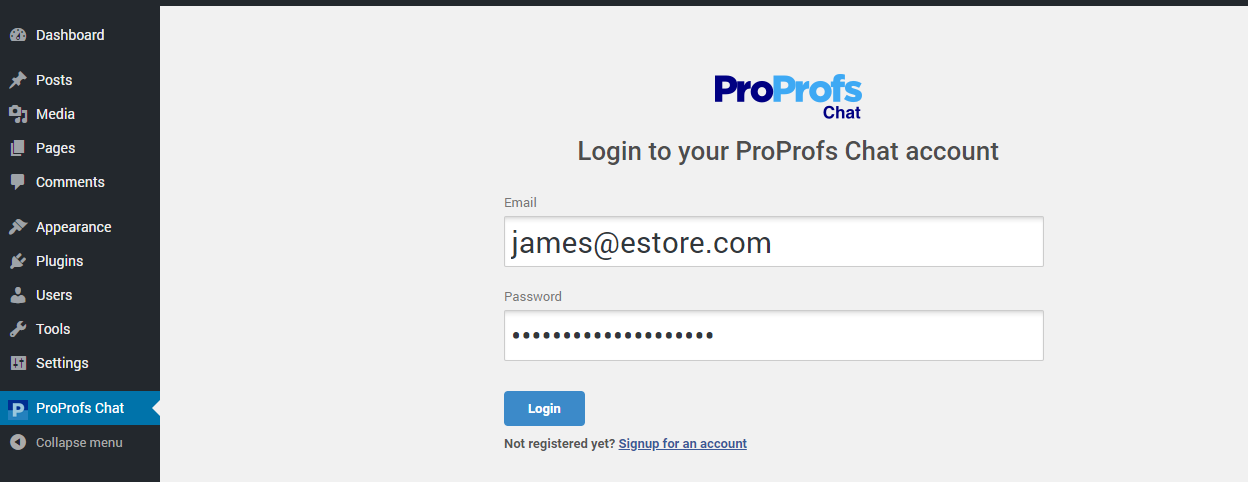 Dashboard
Posts
Media
Pages
Comments
Appearance
Plugins
Users
Tools
Settings
ProProfs Chat
Collapse menu
ProProfs
Chat
Login to your ProProfs Chat account
Email
james@estore.com
Password
••••••••••••••••••••
Login
Not registered yet? Signup for an account